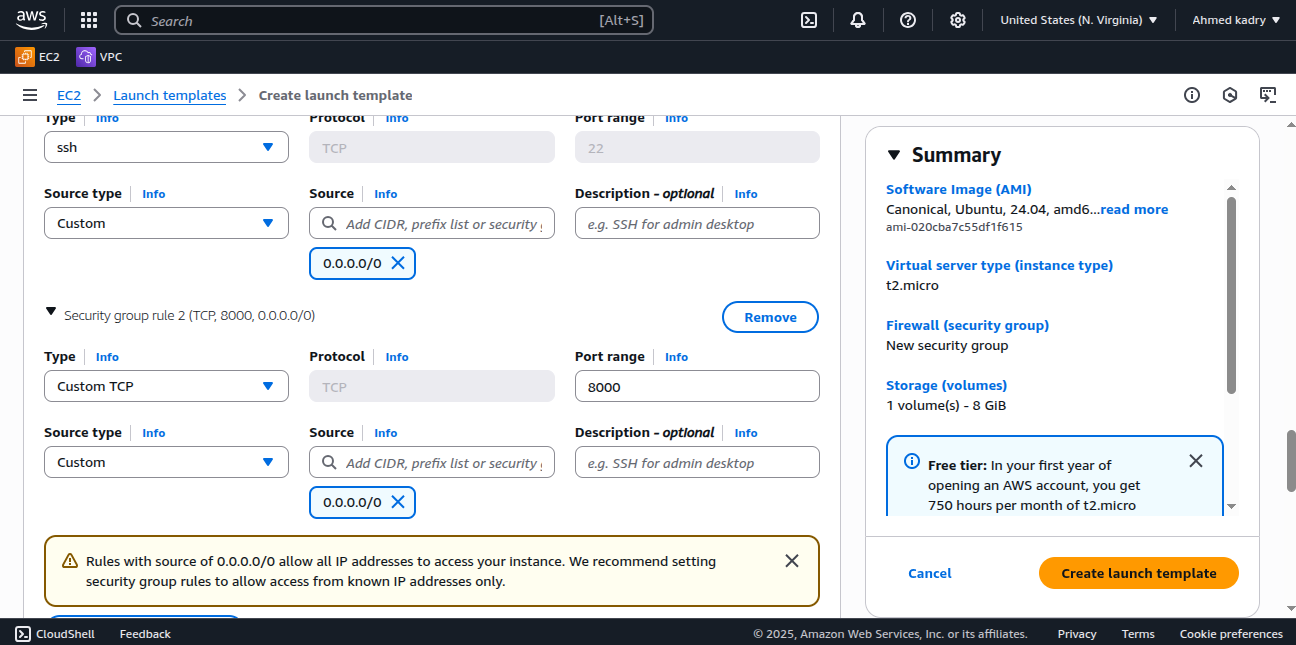 aws
Search [Alt+S]
United States (N. Virginia)
Ahmed kadry
EC2 VPC
EC2 Launch templates Create launch template
Type Info
Protocol Info
Port range Info
ssh
TCP
22
Source type Info
Source Info
Description – optional Info
Custom
Add CIDR, prefix list or security
e.g. SSH for admin desktop
0.0.0.0/0
Security group rule 2 (TCP, 8000, 0.0.0.0/0)
Remove
Type Info
Protocol Info
Port range Info
Custom TCP
TCP
8000
Source type Info
Source Info
Description – optional Info
Custom
Add CIDR, prefix list or security
e.g. SSH for admin desktop
0.0.0.0/0
Rules with source of 0.0.0.0/0 allow all IP addresses to access your instance. We recommend setting
security group rules to allow access from known IP addresses only.
Summary
Software Image (AMI)
Canonical, Ubuntu, 24.04, amd6...read more
ami-020cba7c55df1f615
Virtual server type (instance type)
t2.micro
Firewall (security group)
New security group
Storage (volumes)
1 volume(s) - 8 GiB
Free tier: In your first year of
opening an AWS account, you get
750 hours per month of t2.micro
Cancel
Create launch template
CloudShell Feedback
© 2025, Amazon Web Services, Inc. or its affiliates.
Privacy Terms Cookie preferences